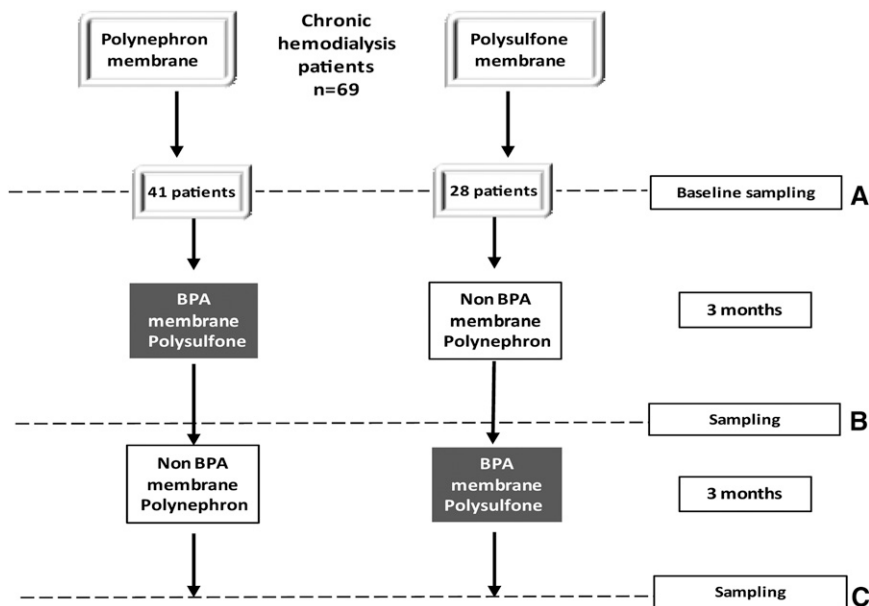 Polynephron
membrane
Chronic
hemodialysis
patients
n=69
Polysulfone
membrane
41 patients
28 patients
Baseline sampling
A
BPA
membrane
Polysulfone
Non BPA
membrane
Polynephron
3 months
Sampling
B
Non BPA
membrane
Polynephron
BPA
membrane
Polysulfone
3 months
Sampling
C